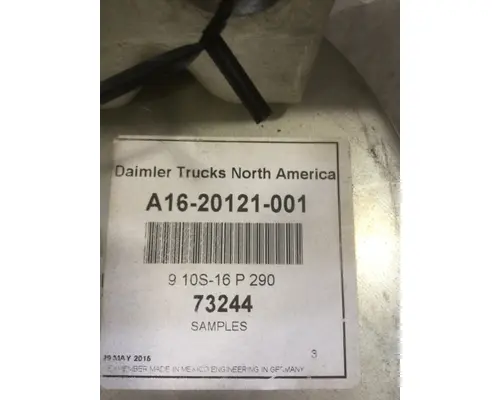 Daimler Trucks North America
A16-20121-001
9 10S-16 P 290
73244
SAMPLES
3
29 MAY 2015
MADE IN MEXICO ENGINEERING IN GERMANY